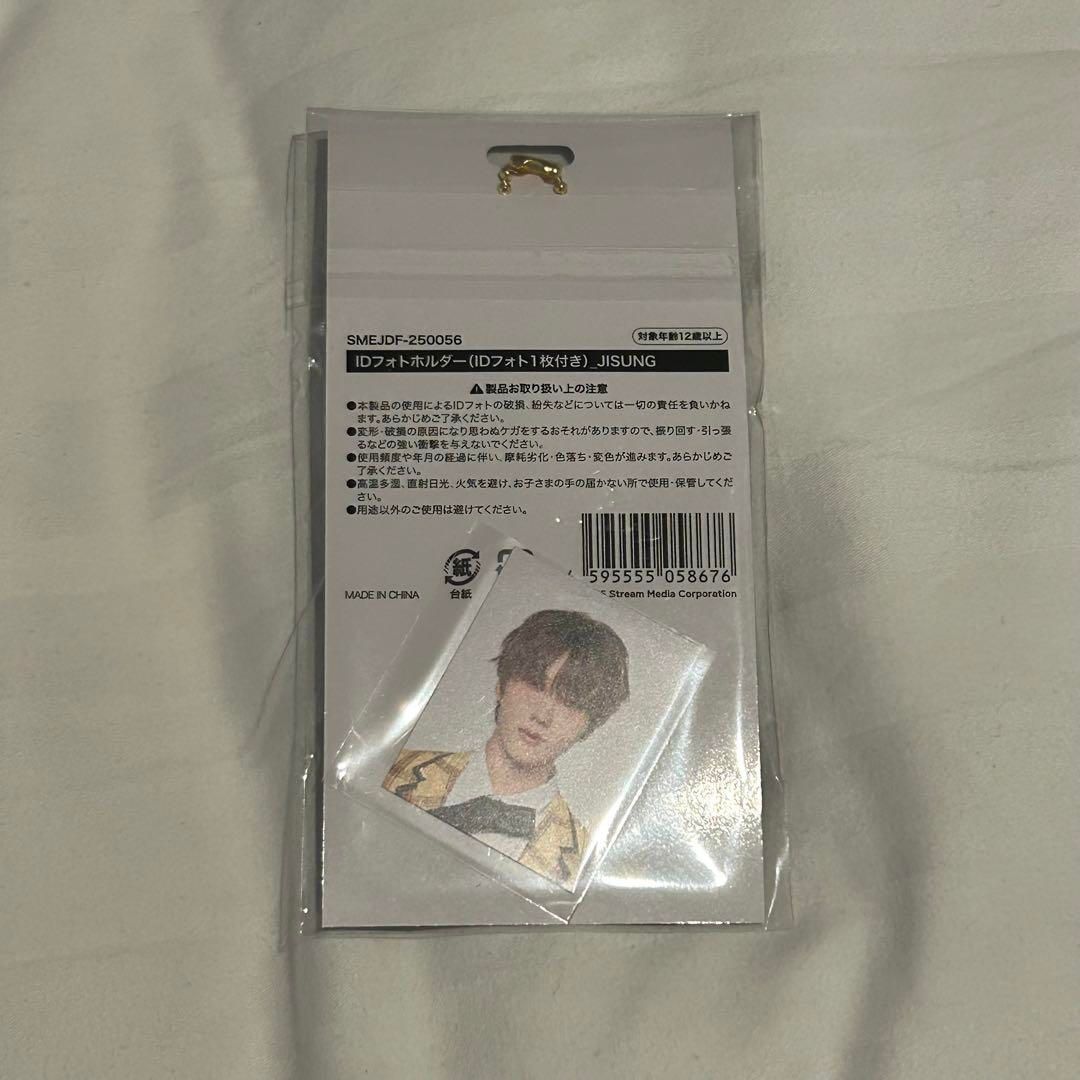 SMEJDF-250056
対象年齢12歳以上
IDフォトホルダー(IDフォト1枚付き)_JISUNG
⚠製品お取り扱い上の注意
●本製品の使用によるIDフォトの破損、紛失などについては一切の責任を負いかね
ます。あらかじめご了承ください。
●変形・破損の原因になり思わぬケガをするおそれがありますので、振り回す・引っ張
るなどの強い衝撃を与えないでください。
●使用頻度や年月の経過に伴い、摩耗劣化・色落ち・変色が進みます。あらかじめご
了承ください。
●高温多湿、直射日光、火気を避け、お子さまの手の届かない所で使用・保管してくだ
さい。
●用途以外のご使用は避けてください。
紙
台紙
595555 058676
MADE IN CHINA
Stream Media Corporation